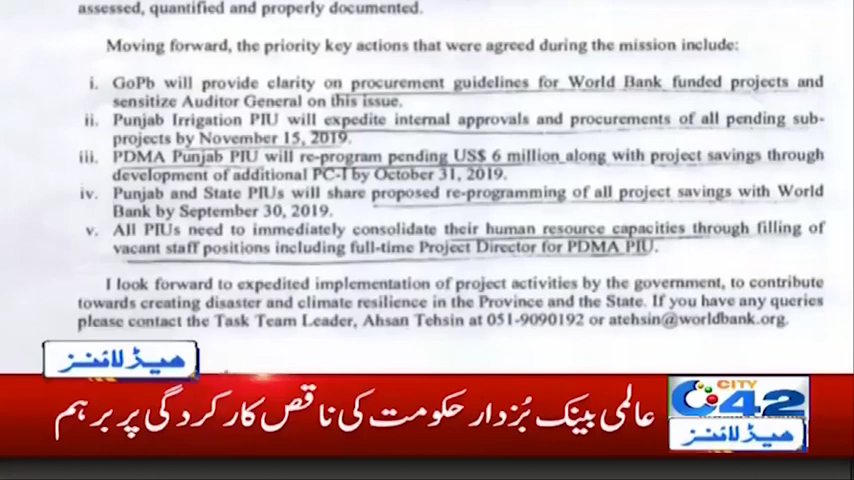 assessed, quantified and properly documented.
Moving forward, the priority key actions that were agreed during the mission include:
i. GoPb will provide clarity on procurement guidelines for World Bank funded projects and
sensitize Auditor General on this issue.
ii. Punjab Irrigation PIU will expedite internal approvals and procurements of all pending sub-
projects by November 15, 2019.
iii. PDMA Punjab PIU will re-program pending US$ 6 million along with project savings through
development of additional PC-I by October 31, 2019.
iv. Punjab and State PIUs will share proposed re-programming of all project savings with World
Bank by September 30, 2019.
v. All PIUs need to immediately consolidate their human resource capacities through filling of
vacant staff positions including full-time Project Director for PDMA PIU.
I look forward to expedited implementation of project activities by the government, to contribute
towards creating disaster and climate resilience in the Province and the State. If you have any queries
please contact the Task Team Leader, Ahsan Tehsin at 051-9090192 or atehsin@worldbank.org.
ہیڈلائنز
عالمی بینک بُزدار حکومت کی ناقص کارکردگی پر برہم
CITY
42
ہیڈلائنز